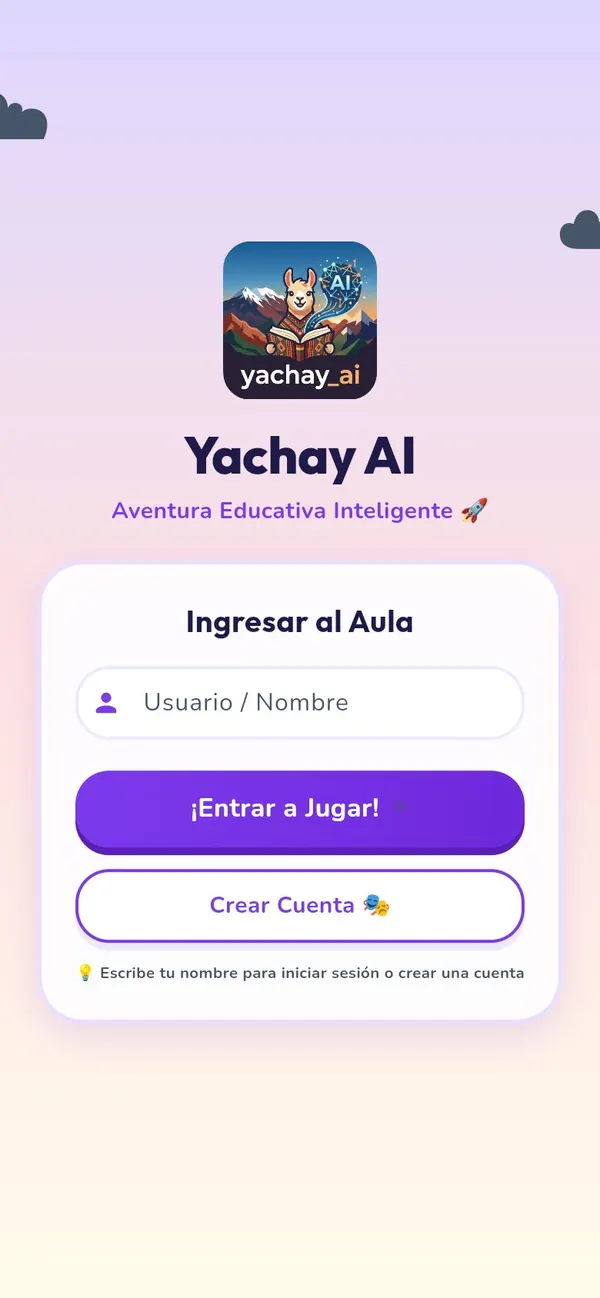 AI
yachay_ai
Yachay AI
Aventura Educativa Inteligente 🚀
Ingresar al Aula
Usuario / Nombre
¡Entrar a Jugar!
Crear Cuenta 🎭
💡 Escribe tu nombre para iniciar sesión o crear una cuenta